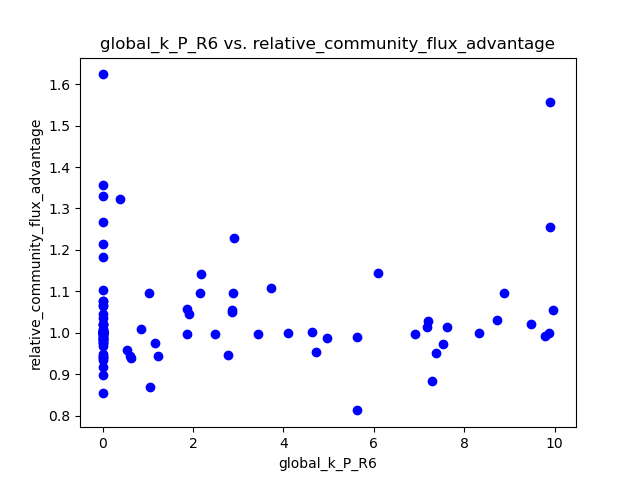 global_k_P_R6 vs. relative_community_flux_advantage
relative_community_flux_advantage
1.6
1.5
1.4
1.3
1.2
1.1
1.0
0.9
0.8
0 2 4 6 8 10
global_k_P_R6